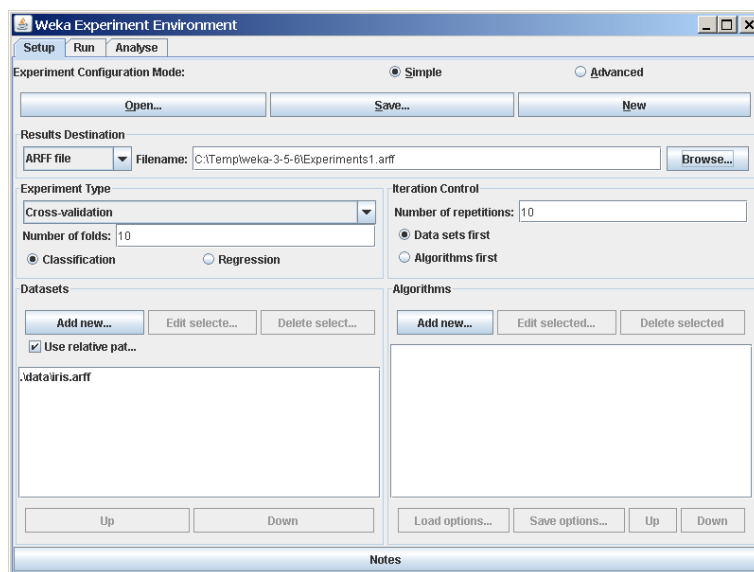 Weka Experiment Environment
Setup Run Analyse
Experiment Configuration Mode: Simple Advanced
Open... Save... New
Results Destination
ARFF file Filename: C:\Temp\weka-3-5-6\Experiments1.arff Browse...
Experiment Type
Cross-validation
Number of folds: 10
Classification Regression
Iteration Control
Number of repetitions: 10
Data sets first
Algorithms first
Datasets
Add new... Edit selecte... Delete select...
Use relative pat...
.\data\iris.arff
Up Down
Algorithms
Add new... Edit selected... Delete selected
Load options... Save options... Up Down
Notes